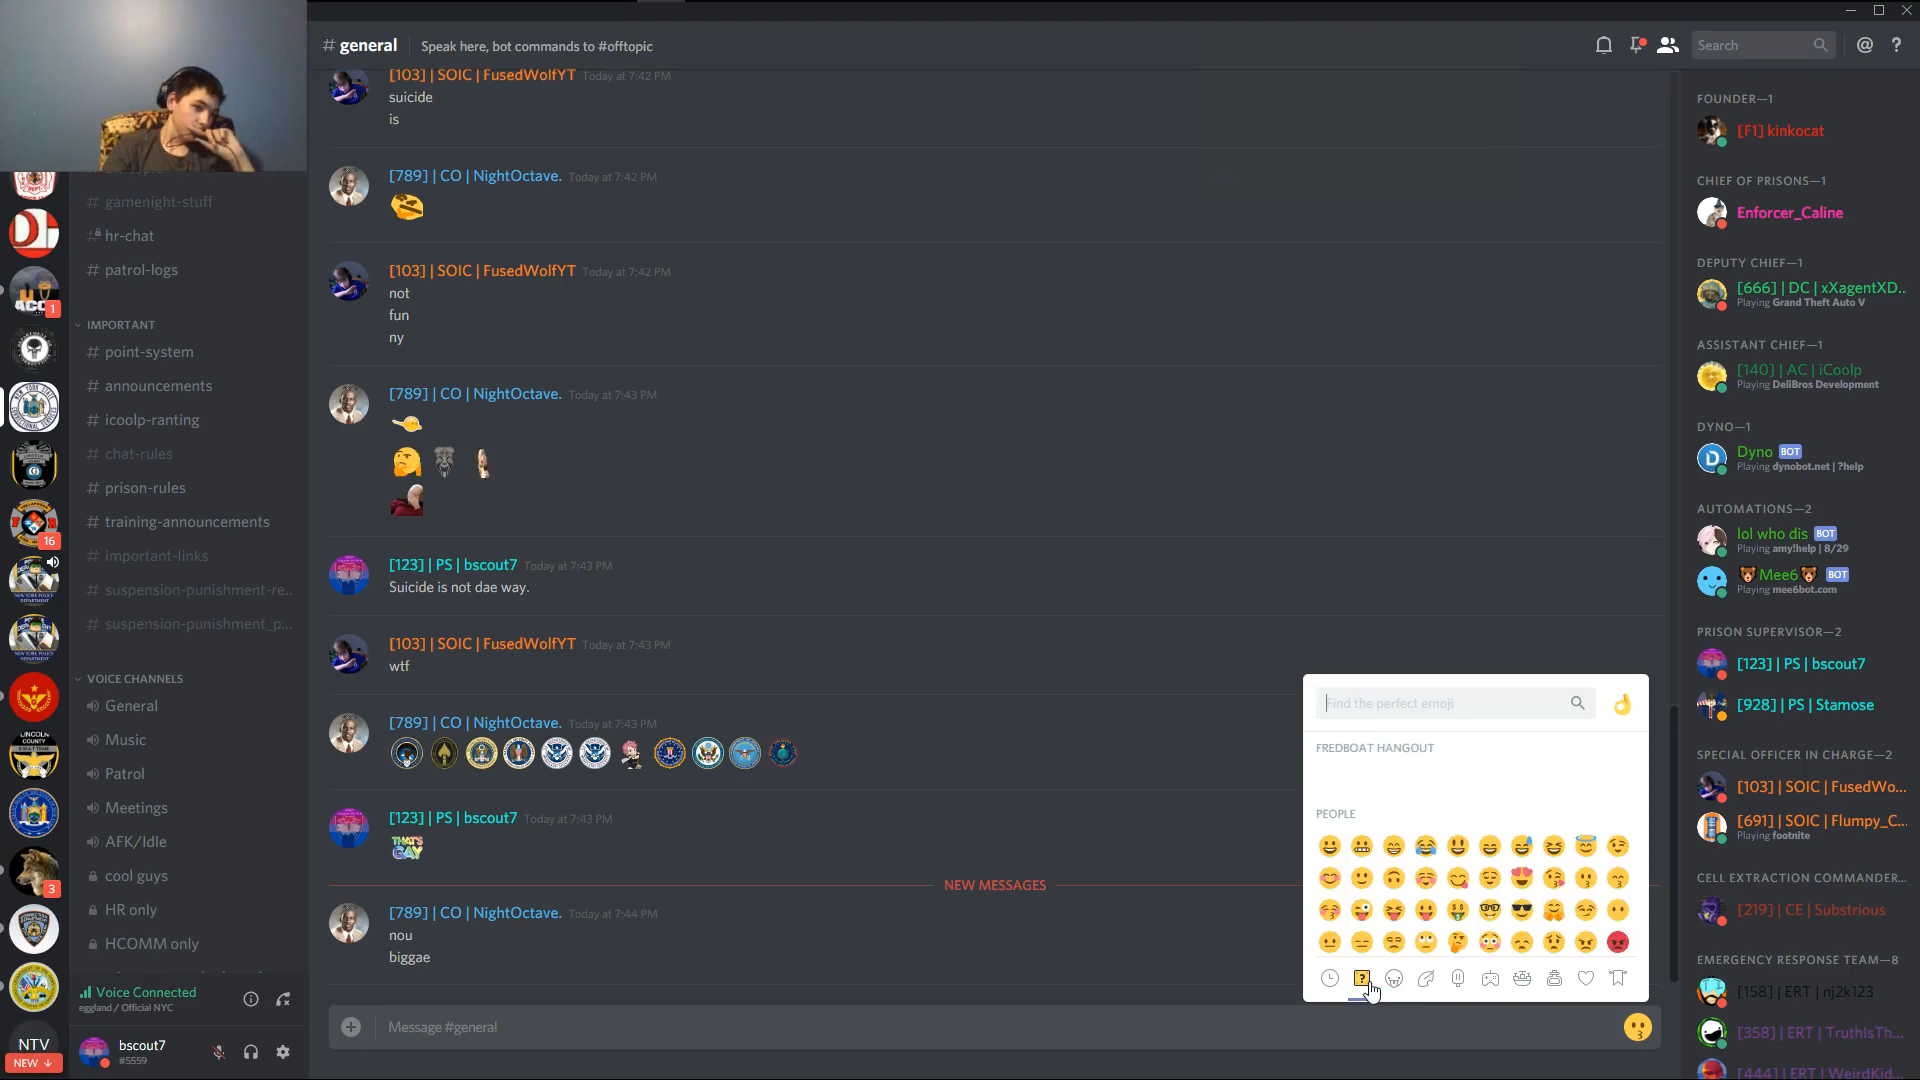 # general
Speak here, bot commands to #offtopic
Search
# gamenight-stuff
# hr-chat
# patrol-logs
IMPORTANT
# point-system
# announcements
# icoolp-ranting
# chat-rules
# prison-rules
# training-announcements
# important-links
# suspension-punishment-re...
# suspension-punishment_p...
VOICE CHANNELS
General
Music
Patrol
Meetings
AFK/Idle
cool guys
HR only
HCOMM only
Voice Connected
eggland / Official NYC
bscout7
#5559
1
16
3
NTV
NEW ↓
[103] | SOIC | FusedWolfYT Today at 7:42 PM
suicide
is
[789] | CO | NightOctave. Today at 7:42 PM
[103] | SOIC | FusedWolfYT Today at 7:42 PM
not
fun
ny
[789] | CO | NightOctave. Today at 7:43 PM
[123] | PS | bscout7 Today at 7:43 PM
Suicide is not dae way.
[103] | SOIC | FusedWolfYT Today at 7:43 PM
wtf
[789] | CO | NightOctave. Today at 7:43 PM
[123] | PS | bscout7 Today at 7:43 PM
THAT'S
GAY
NEW MESSAGES
[789] | CO | NightOctave. Today at 7:44 PM
nou
biggae
Message #general
Find the perfect emoji
FREDBOAT HANGOUT
PEOPLE
FOUNDER—1
[F1] kinkocat
CHIEF OF PRISONS—1
Enforcer_Caline
DEPUTY CHIEF—1
[666] | DC | xXagentXD...
Playing Grand Theft Auto V
ASSISTANT CHIEF—1
[140] | AC | iCoolp
Playing DeliBros Development
DYNO—1
Dyno BOT
Playing dynobot.net | ?help
AUTOMATIONS—2
lol who dis BOT
Playing amy!help | 8/29
Mee6 BOT
Playing mee6bot.com
PRISON SUPERVISOR—2
[123] | PS | bscout7
[928] | PS | Stamose
SPECIAL OFFICER IN CHARGE—2
[103] | SOIC | FusedWo...
[691] | SOIC | Flumpy_C...
Playing footnite
CELL EXTRACTION COMMANDER...
[219] | CE | Substrious
EMERGENCY RESPONSE TEAM—8
[158] | ERT | nj2k123
[358] | ERT | TruthIsTh...
[444] | ERT | WeirdKid...